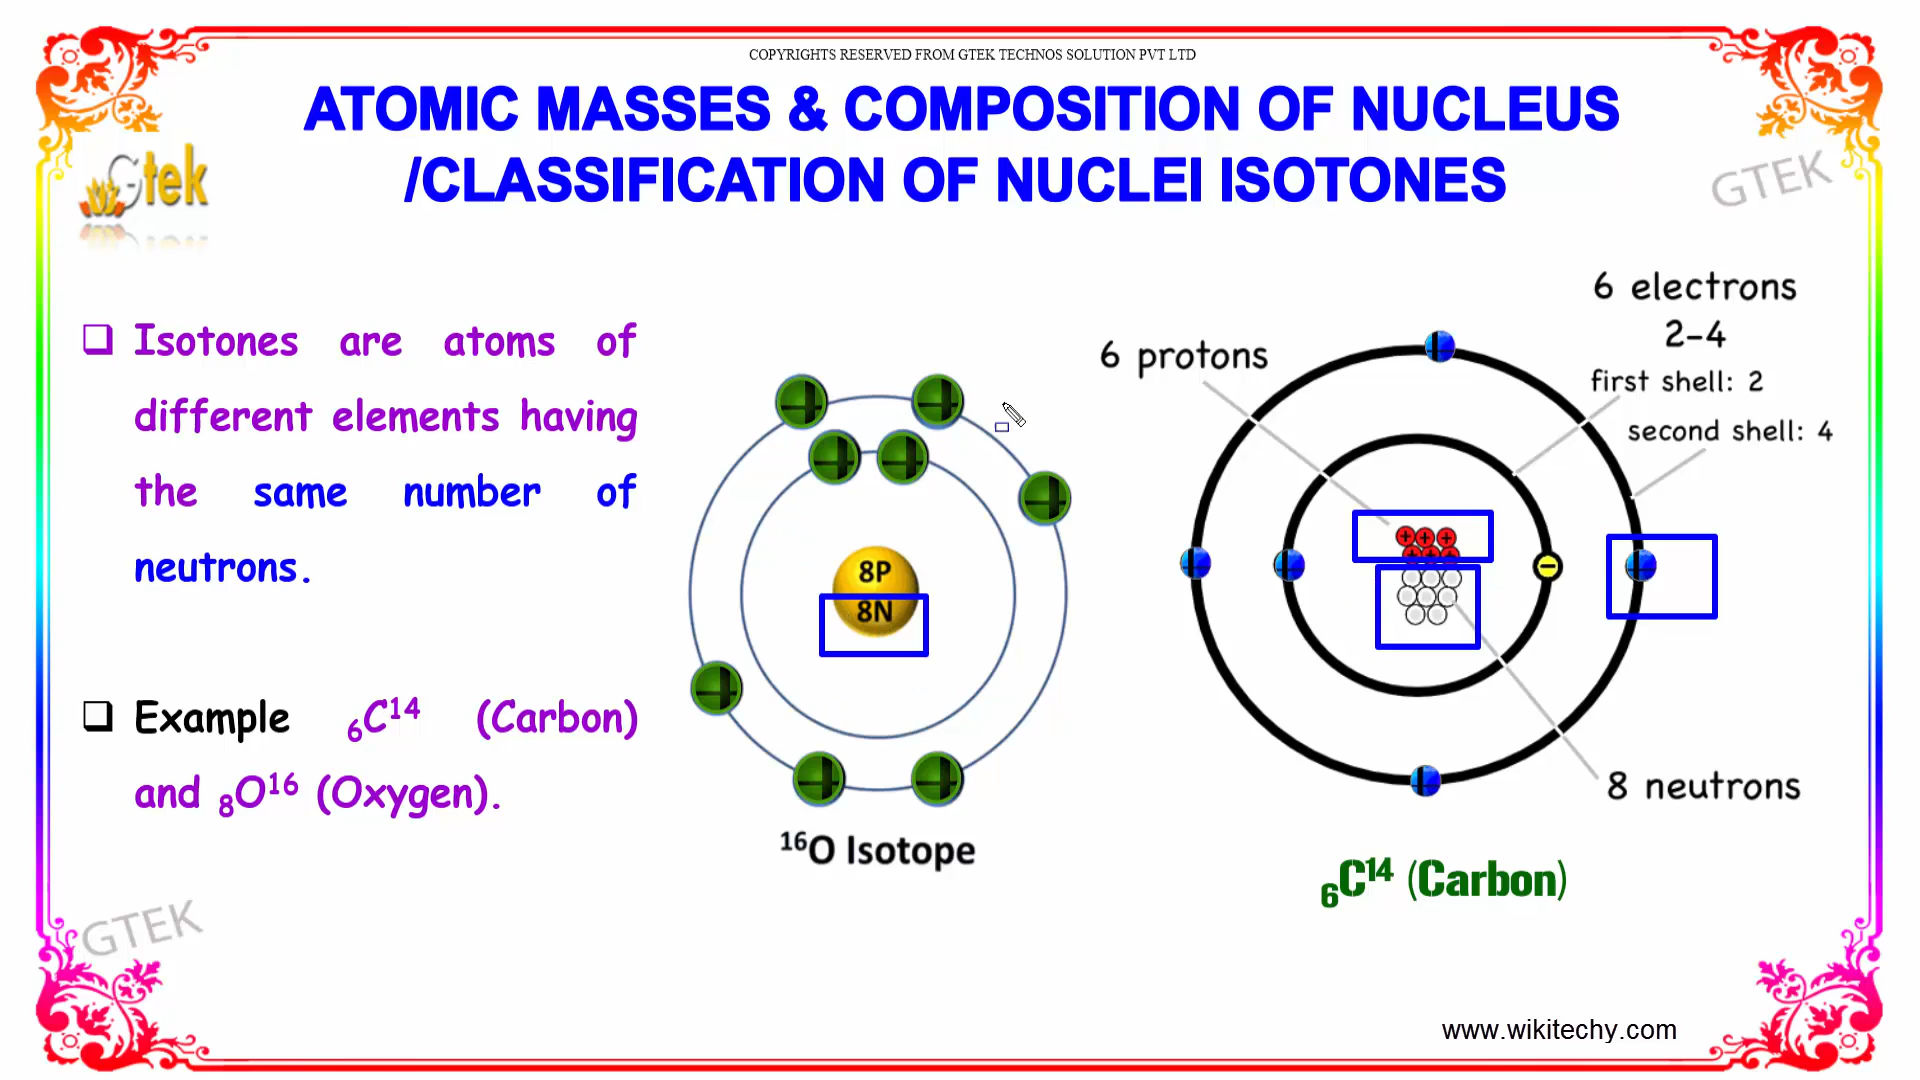 COPYRIGHTS RESERVED FROM GTEK TECHNOS SOLUTION PVT LTD
ATOMIC MASSES & COMPOSITION OF NUCLEUS
/CLASSIFICATION OF NUCLEI ISOTONES
Gtek
GTEK
Isotones are atoms of
different elements having
the same number of
neutrons.
Example ₆C¹⁴ (Carbon)
and ₈O¹⁶ (Oxygen).
8P
8N
¹⁶O Isotope
6 protons
6 electrons
2-4
first shell: 2
second shell: 4
8 neutrons
₆C¹⁴ (Carbon)
GTEK
www.wikitechy.com